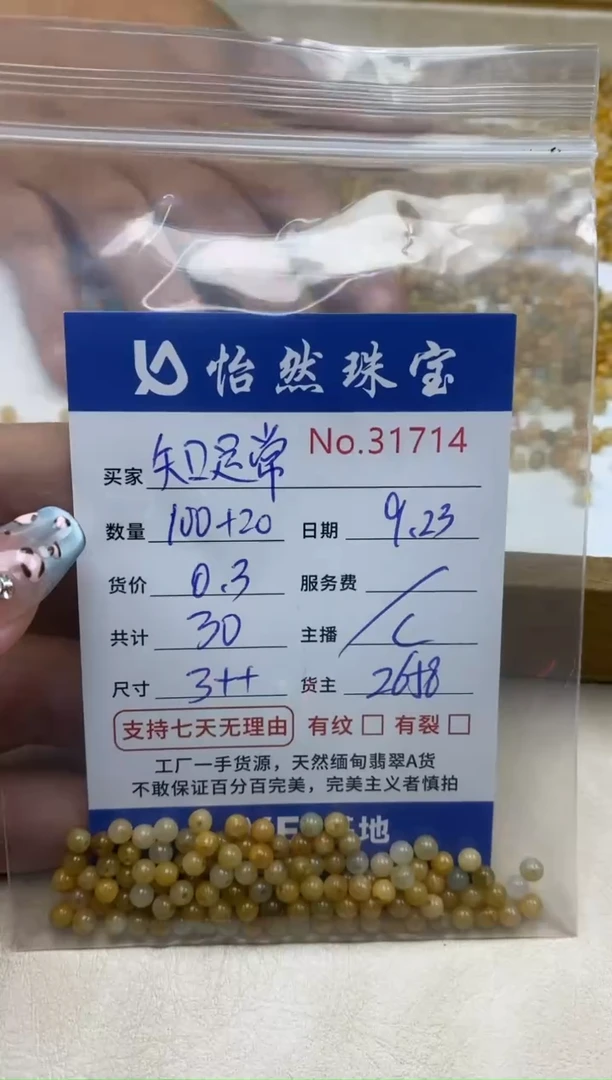 怡然珠宝
No.31714
买家 知足常
数量 100+20 日期 9.23
货价 0.3 服务费 /
共计 30 主播 C
尺寸 3++ 货主
支持七天无理由 有纹 □ 有裂 □
工厂一手货源，天然缅甸翡翠A货
不敢保证百分百完美，完美主义者慎拍
地